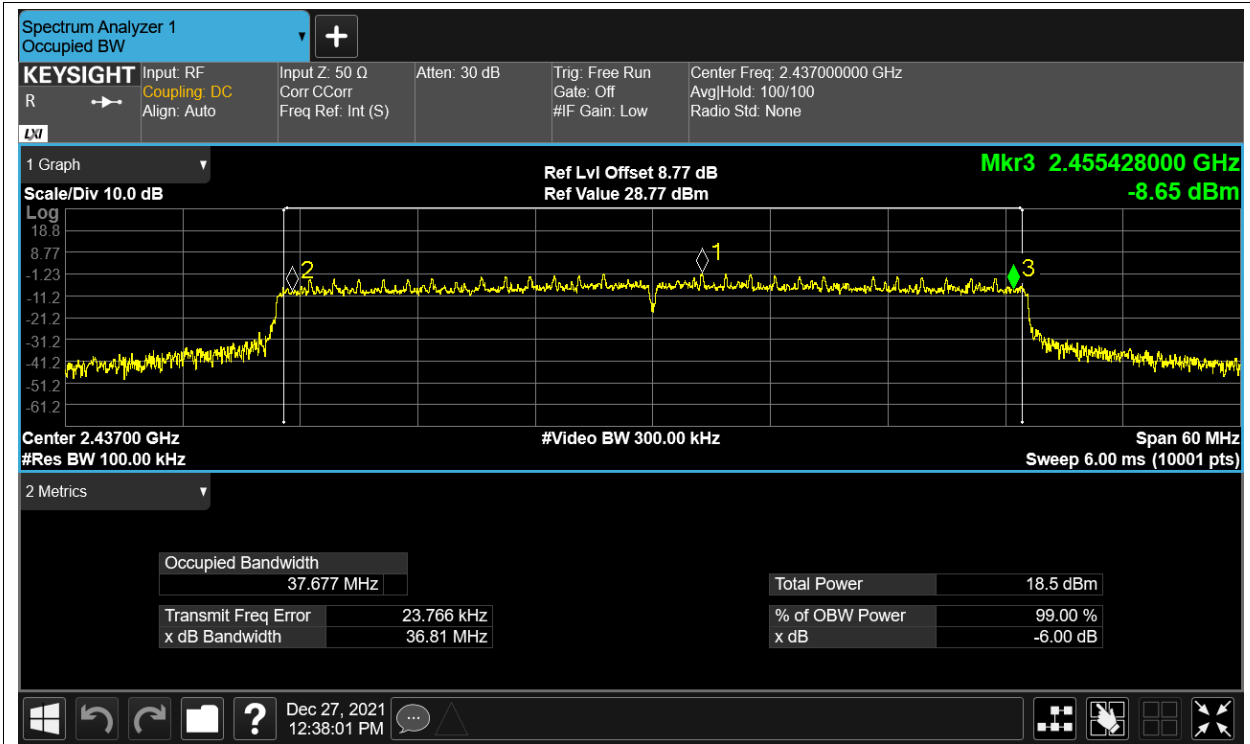 Spectrum Analyzer 1
Occupied BW
KEYSIGHT
R
LXI
Input: RF
Coupling: DC
Align: Auto
Input Z: 50 Ω
Corr CCorr
Freq Ref: Int (S)
Atten: 30 dB
Trig: Free Run
Gate: Off
#IF Gain: Low
Center Freq: 2.437000000 GHz
Avg|Hold: 100/100
Radio Std: None
1 Graph
Scale/Div 10.0 dB
Ref Lvl Offset 8.77 dB
Ref Value 28.77 dBm
Mkr3 2.455428000 GHz
-8.65 dBm
Log
18.8
8.77
-1.23
-11.2
-21.2
-31.2
-41.2
-51.2
-61.2
2
1
3
Center 2.43700 GHz
#Video BW 300.00 kHz
Span 60 MHz
#Res BW 100.00 kHz
Sweep 6.00 ms (10001 pts)
2 Metrics
Occupied Bandwidth
37.677 MHz
Transmit Freq Error 23.766 kHz
x dB Bandwidth 36.81 MHz
Total Power 18.5 dBm
% of OBW Power 99.00 %
x dB -6.00 dB
?
Dec 27, 2021
12:38:01 PM